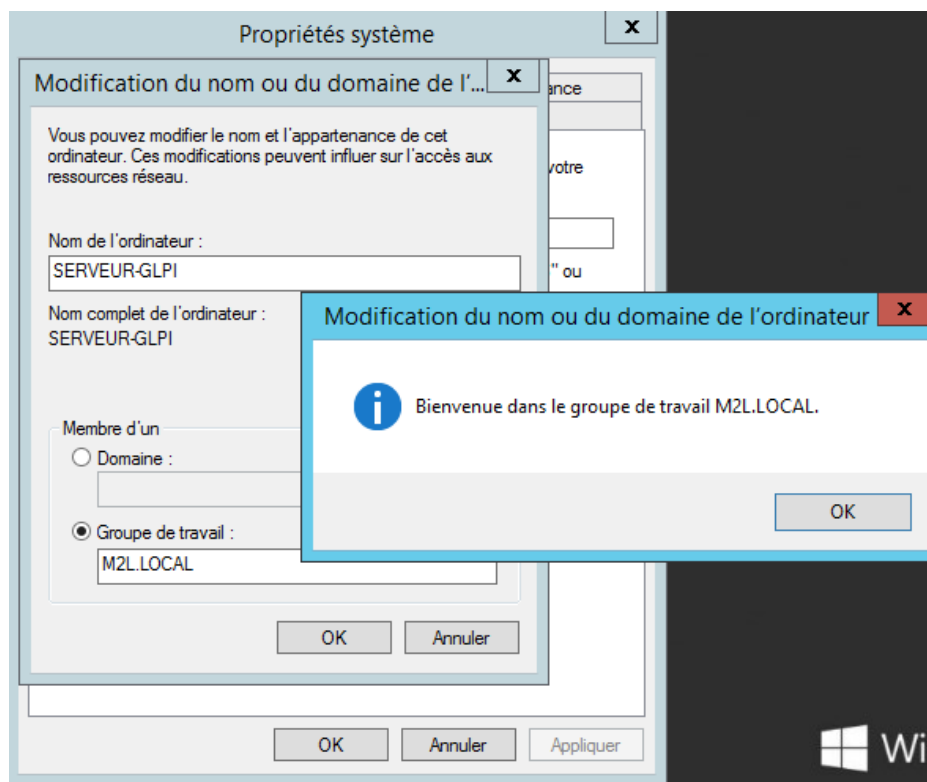 Propriétés système
x
Modification du nom ou du domaine de l'...
x
ance
Vous pouvez modifier le nom et l'appartenance de cet
ordinateur. Ces modifications peuvent influer sur l'accès aux
ressources réseau.
votre
Nom de l'ordinateur :
SERVEUR-GLPI
" ou
Nom complet de l'ordinateur :
SERVEUR-GLPI
Modification du nom ou du domaine de l'ordinateur
x
Bienvenue dans le groupe de travail M2L.LOCAL.
OK
Membre d'un
Domaine :
Groupe de travail :
M2L.LOCAL
OK
Annuler
OK
Annuler
Appliquer
Wi